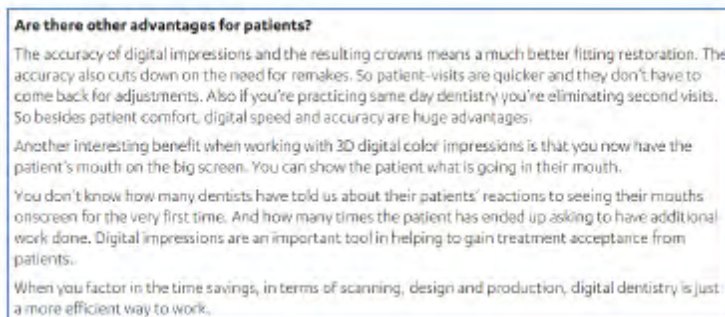 Are there other advantages for patients?
The accuracy of digital impressions and the resulting crowns means a much better fitting restoration. The
accuracy also cuts down on the need for remakes. So patient-visits are quicker and they don't have to
come back for adjustments. Also if you're practicing same day dentistry you're eliminating second visits.
So besides patient comfort, digital speed and accuracy are huge advantages.
Another interesting benefit when working with 3D digital color impressions is that you now have the
patient's mouth on the big screen. You can show the patient what is going in their mouth.
You don't know how many dentists have told us about their patients' reactions to seeing their mouths
onscreen for the very first time. And how many times the patient has ended up asking to have additional
work done. Digital impressions are an important tool in helping to gain treatment acceptance from
patients.
When you factor in the time savings, in terms of scanning, design and production, digital dentistry is just
a more efficient way to work.